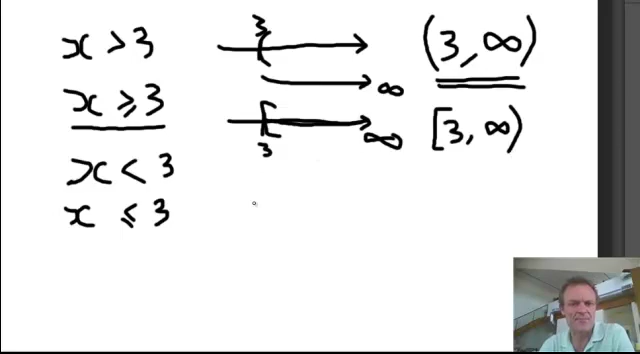 x > 3 3 (3, ∞)
∞
x ≥ 3 3 ∞ [3, ∞)
x < 3
x ≤ 3